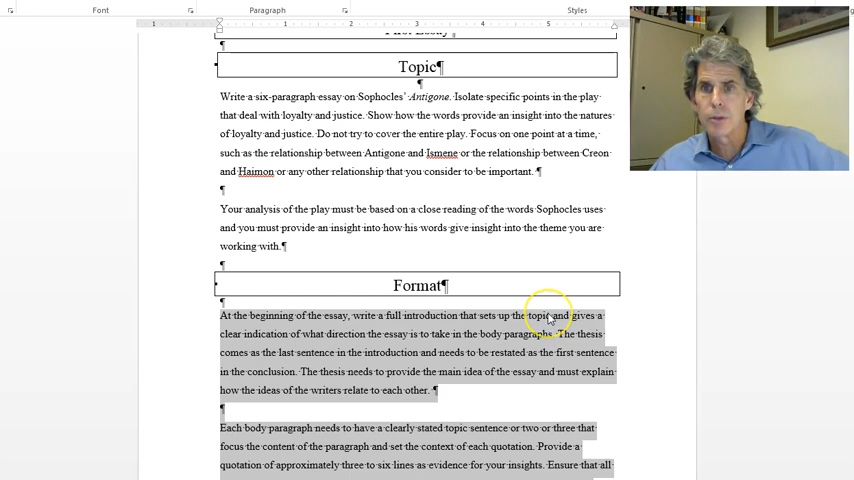 Font Paragraph Styles
1 1 2 3 4 5
First Essay¶
¶
Topic¶
¶
Write a six-paragraph essay on Sophocles' Antigone. Isolate specific points in the play
that deal with loyalty and justice. Show how the words provide an insight into the natures
of loyalty and justice. Do not try to cover the entire play. Focus on one point at a time,
such as the relationship between Antigone and Ismene or the relationship between Creon
and Haimon or any other relationship that you consider to be important. ¶
¶
Your analysis of the play must be based on a close reading of the words Sophocles uses
and you must provide an insight into how his words give insight into the theme you are
working with.¶
¶
Format¶
¶
At the beginning of the essay, write a full introduction that sets up the topic and gives a
clear indication of what direction the essay is to take in the body paragraphs. The thesis
comes as the last sentence in the introduction and needs to be restated as the first sentence
in the conclusion. The thesis needs to provide the main idea of the essay and must explain
how the ideas of the writers relate to each other. ¶
¶
Each body paragraph needs to have a clearly stated topic sentence or two or three that
focus the content of the paragraph and set the context of each quotation. Provide a
quotation of approximately three to six lines as evidence for your insights. Ensure that all